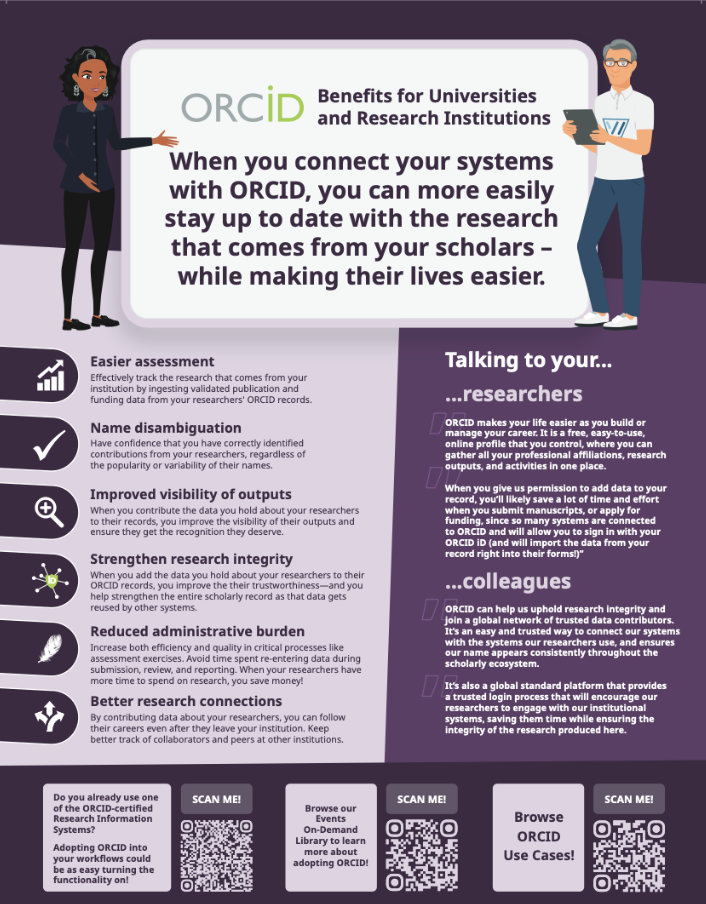 ORCID
Benefits for Universities
and Research Institutions
When you connect your systems
with ORCID, you can more easily
stay up to date with the research
that comes from your scholars –
while making their lives easier.
Easier assessment
Effectively track the research that comes from your
institution by ingesting validated publication and
funding data from your researchers' ORCID records.
Name disambiguation
Have confidence that you have correctly identified
contributions from your researchers, regardless of
the popularity or variability of their names.
Improved visibility of outputs
When you contribute the data you hold about your researchers
to their records, you improve the visibility of their outputs and
ensure they get the recognition they deserve.
Strengthen research integrity
When you add the data you hold about your researchers to their
ORCID records, you improve the their trustworthiness—and you
help strengthen the entire scholarly record as that data gets
reused by other systems.
Reduced administrative burden
Increase both efficiency and quality in critical processes like
assessment exercises. Avoid time spent re-entering data during
submission, review, and reporting. When your researchers have
more time to spend on research, you save money!
Better research connections
By contributing data about your researchers, you can follow
their careers even after they leave your institution. Keep
better track of collaborators and peers at other institutions.
Talking to your...
...researchers
ORCID makes your life easier as you build or
manage your career. It is a free, easy-to-use,
online profile that you control, where you can
gather all your professional affiliations, research
outputs, and activities in one place.
When you give us permission to add data to your
record, you'll likely save a lot of time and effort
when you submit manuscripts, or apply for
funding, since so many systems are connected
to ORCID and will allow you to sign in with your
ORCID iD (and will import the data from your
record right into their forms!)"
...colleagues
ORCID can help us uphold research integrity and
join a global network of trusted data contributors.
It's an easy and trusted way to connect our systems
with the systems our researchers use, and ensures
our name appears consistently throughout the
scholarly ecosystem.
It's also a global standard platform that provides
a trusted login process that will encourage our
researchers to engage with our institutional
systems, saving them time while ensuring the
integrity of the research produced here.
Do you already use one
of the ORCID-certified
Research Information
Systems?
Adopting ORCID into
your workflows could
be as easy turning the
functionality on!
SCAN ME!
Browse our
Events
On-Demand
Library to learn
more about
adopting ORCID!
SCAN ME!
Browse
ORCID
Use Cases!
SCAN ME!